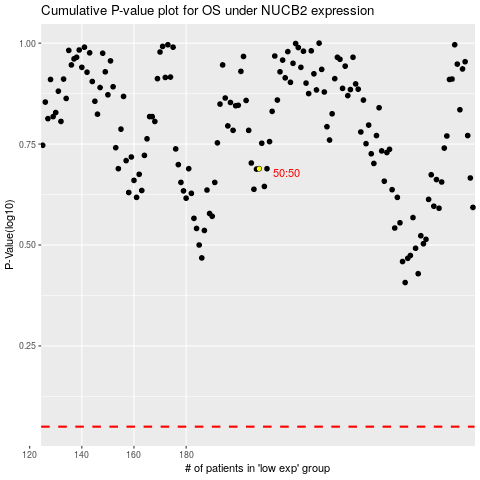 Cumulative P-value plot for OS under NUCB2 expression
P-Value(log10)
1.00
0.75
0.50
0.25
50:50
120 140 160 180
# of patients in 'low exp' group